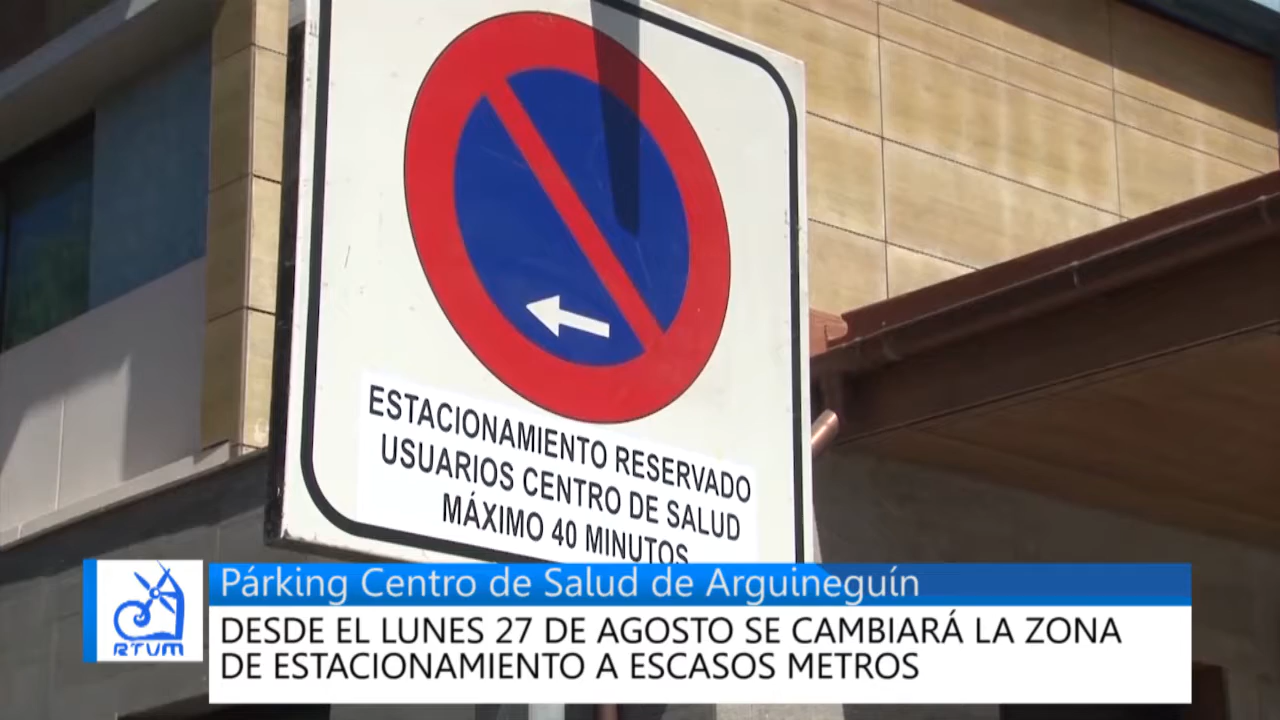 ESTACIONAMIENTO RESERVADO
USUARIOS CENTRO DE SALUD
MÁXIMO 40 MINUTOS
Párking Centro de Salud de Arguineguín
RTVM
DESDE EL LUNES 27 DE AGOSTO SE CAMBIARÁ LA ZONA
DE ESTACIONAMIENTO A ESCASOS METROS